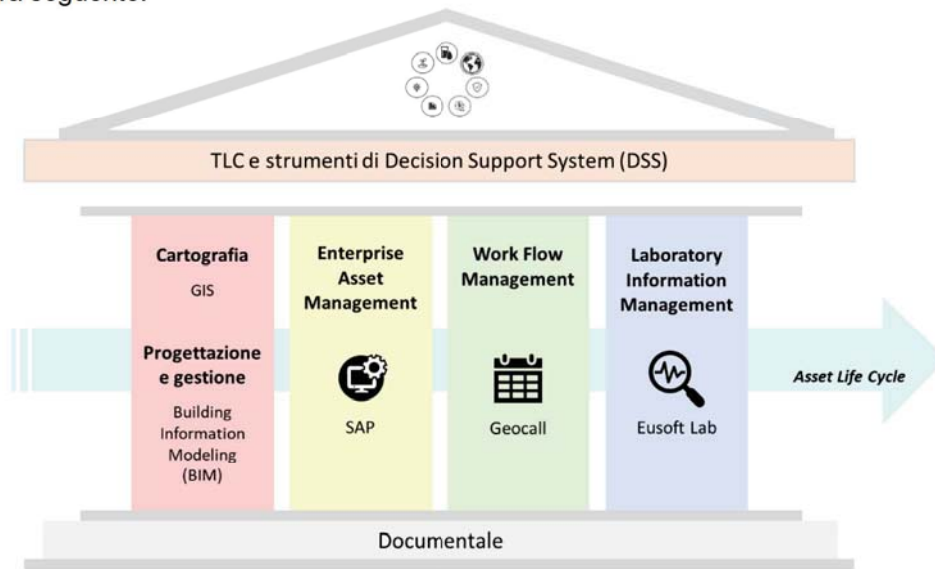 TLC e strumenti di Decision Support System (DSS)
Cartografia
GIS
Progettazione
e gestione
Building
Information
Modeling
(BIM)
Enterprise
Asset
Management
SAP
Work Flow
Management
Geocall
Laboratory
Information
Management
Eusoft Lab
Asset Life Cycle
Documentale